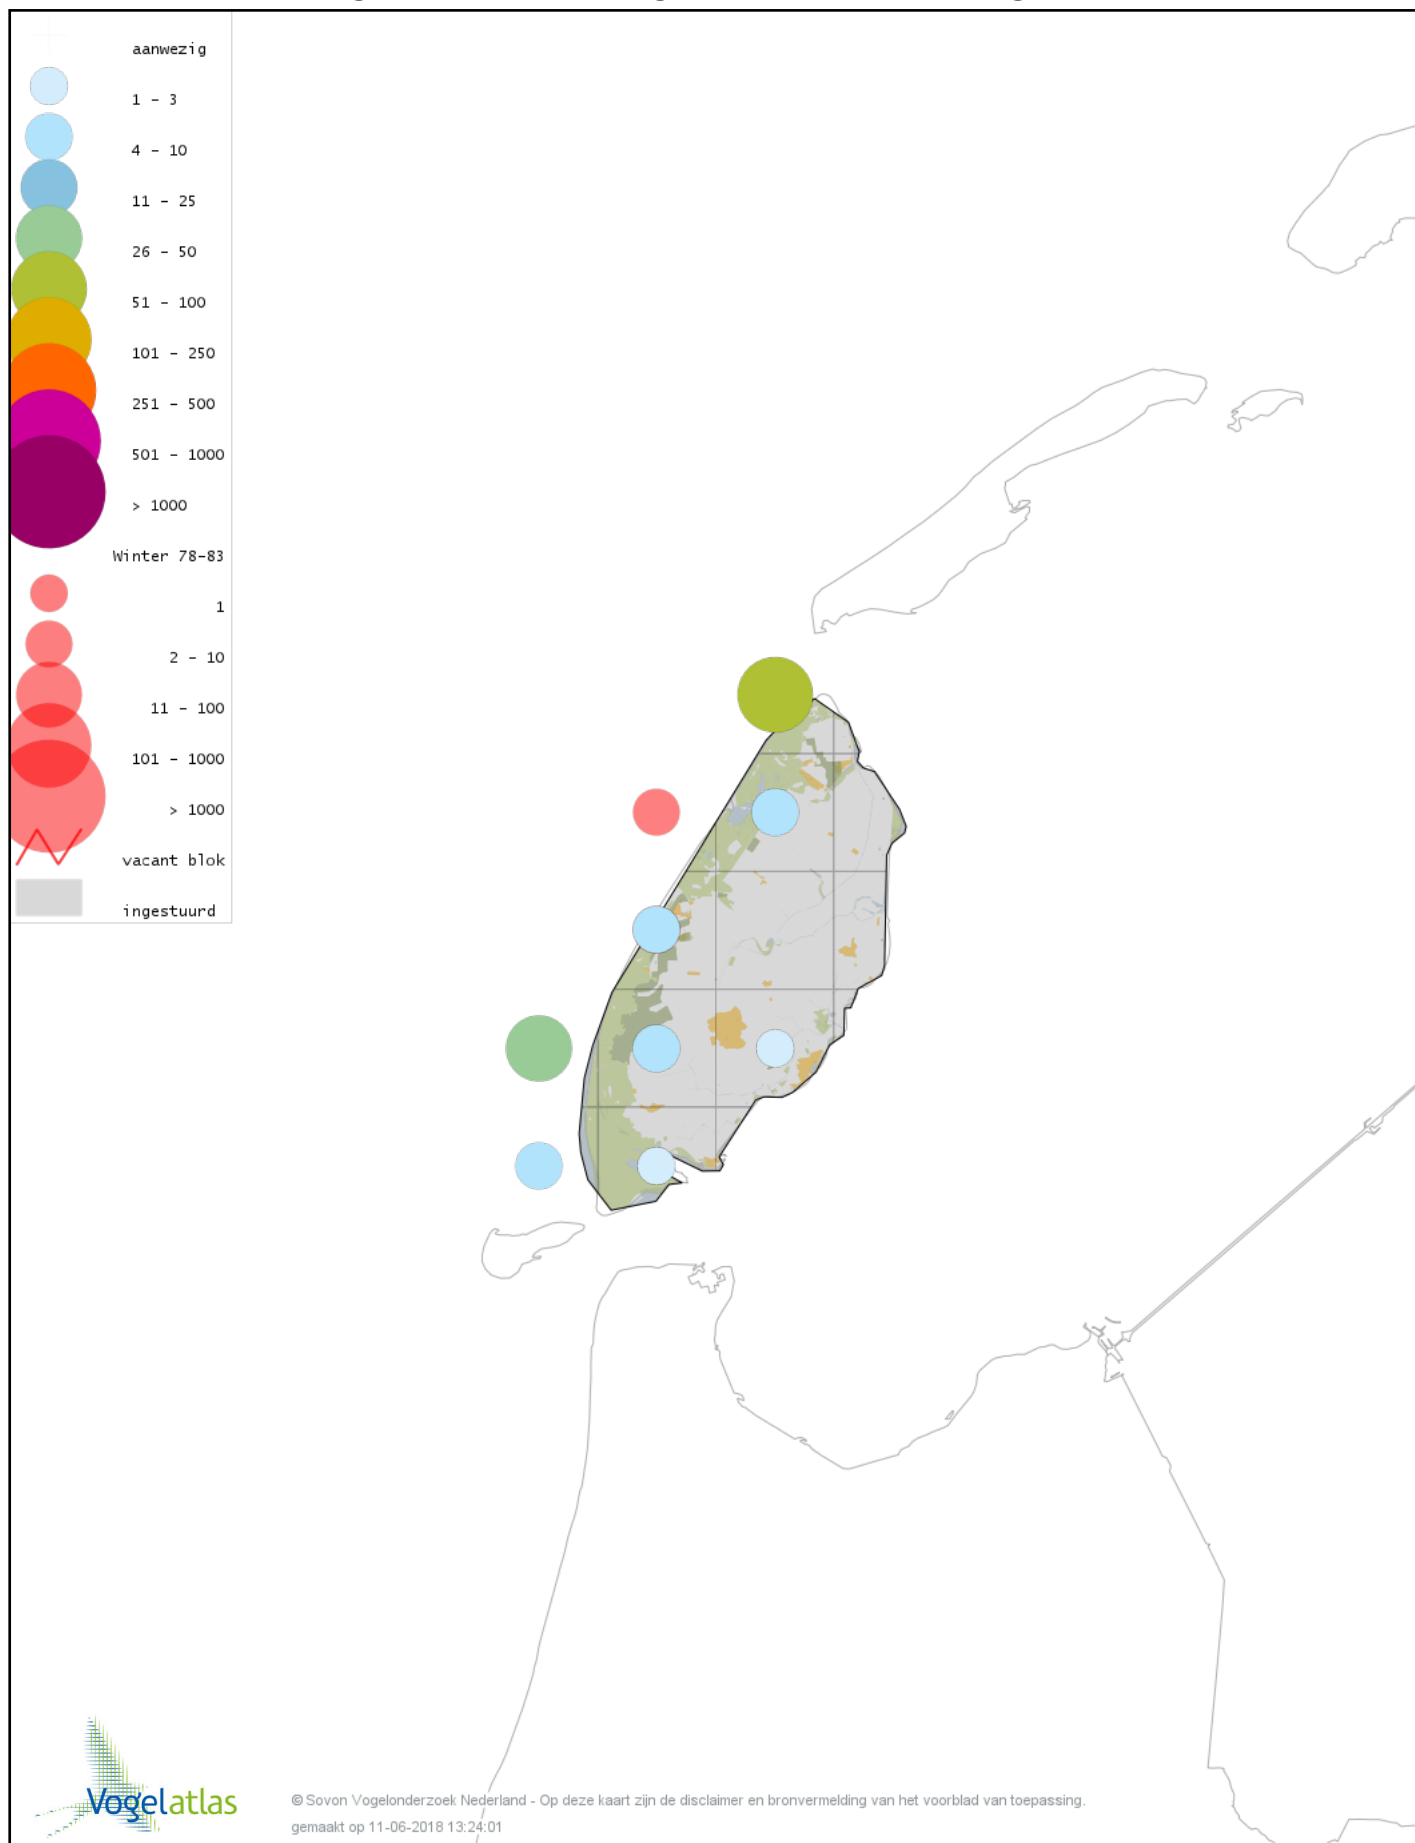 aanwezig
1 - 3
4 - 10
11 - 25
26 - 50
51 - 100
101 - 250
251 - 500
501 - 1000
> 1000
Winter 78-83
1
2 - 10
11 - 100
101 - 1000
> 1000
vacant blok
ingestuurd
Vogelatlas
© Sovon Vogelonderzoek Nederland - Op deze kaart zijn de disclaimer en bronvermelding van het voorblad van toepassing.
gemaakt op 11-06-2018 13:24:01